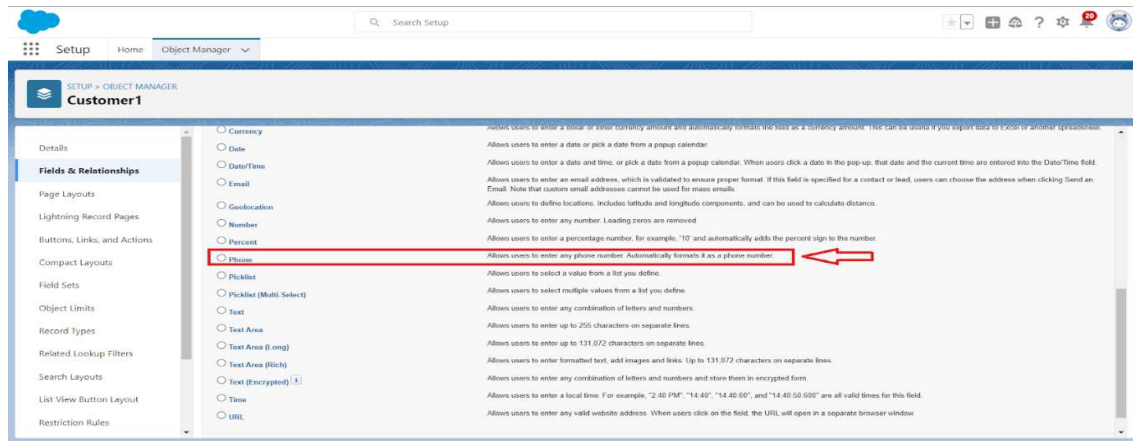 Search Setup
20
Setup
Home
Object Manager
SETUP > OBJECT MANAGER
Customer1
Details
Fields & Relationships
Page Layouts
Lightning Record Pages
Buttons, Links, and Actions
Compact Layouts
Field Sets
Object Limits
Record Types
Related Lookup Filters
Search Layouts
List View Button Layout
Restriction Rules
Currency
Allows users to enter a dollar or other currency amount and automatically formats the field as a currency amount. This can be useful if you export data to Excel or another spreadsheet.
Date
Allows users to enter a date or pick a date from a popup calendar.
Date/Time
Allows users to enter a date and time, or pick a date from a popup calendar. When users click a date in the pop-up, that date and the current time are entered into the Date/Time field.
Email
Allows users to enter an email address, which is validated to ensure proper format. If this field is specified for a contact or lead, users can choose the address when clicking Send an
Email. Note that custom email addresses cannot be used for mass emails.
Geolocation
Allows users to define locations. Includes latitude and longitude components, and can be used to calculate distance.
Number
Allows users to enter any number. Leading zeros are removed.
Percent
Allows users to enter a percentage number, for example, '10' and automatically adds the percent sign to the number.
Phone
Allows users to enter any phone number. Automatically formats it as a phone number.
Picklist
Allows users to select a value from a list you define.
Picklist (Multi-Select)
Allows users to select multiple values from a list you define.
Text
Allows users to enter any combination of letters and numbers.
Text Area
Allows users to enter up to 255 characters on separate lines.
Text Area (Long)
Allows users to enter up to 131,072 characters on separate lines.
Text Area (Rich)
Allows users to enter formatted text, add images and links. Up to 131,072 characters on separate lines.
Text (Encrypted) i
Allows users to enter any combination of letters and numbers and store them in encrypted form.
Time
Allows users to enter a local time. For example, "2:40 PM", "14:40", "14:40:00", and "14:40:50.600" are all valid times for this field.
URL
Allows users to enter any valid website address. When users click on the field, the URL will open in a separate browser window.